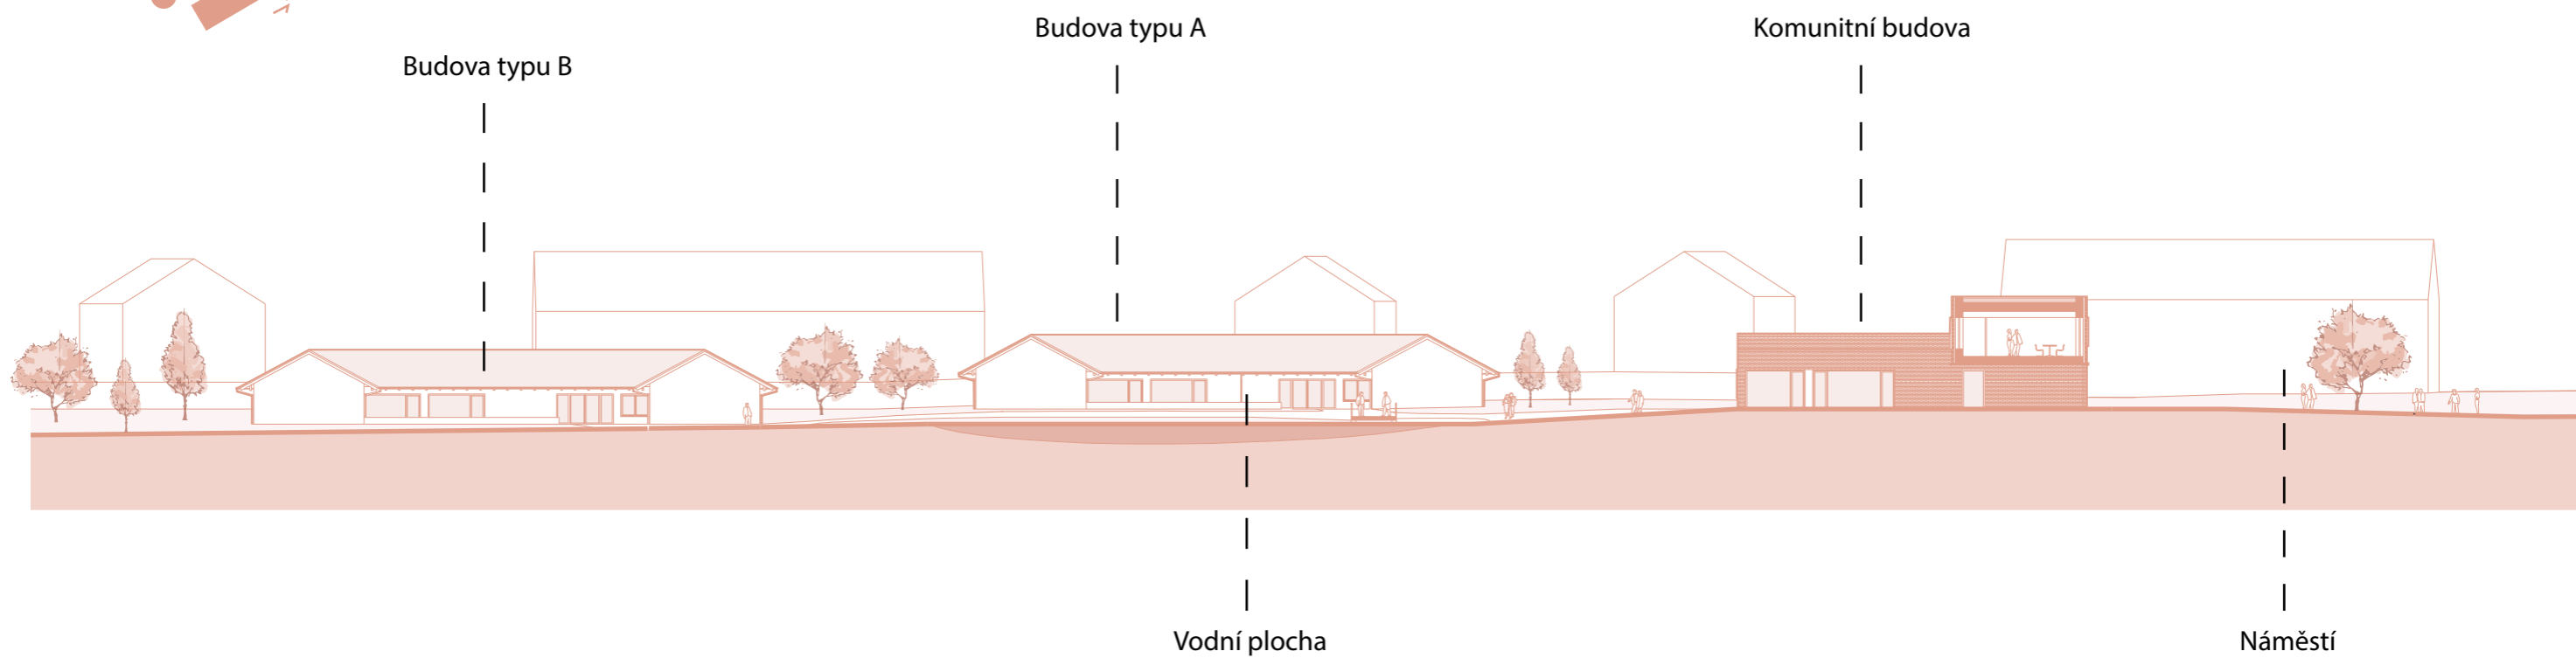 Budova typu A
Komunitní budova
Budova typu B
Vodní plocha
Náměstí